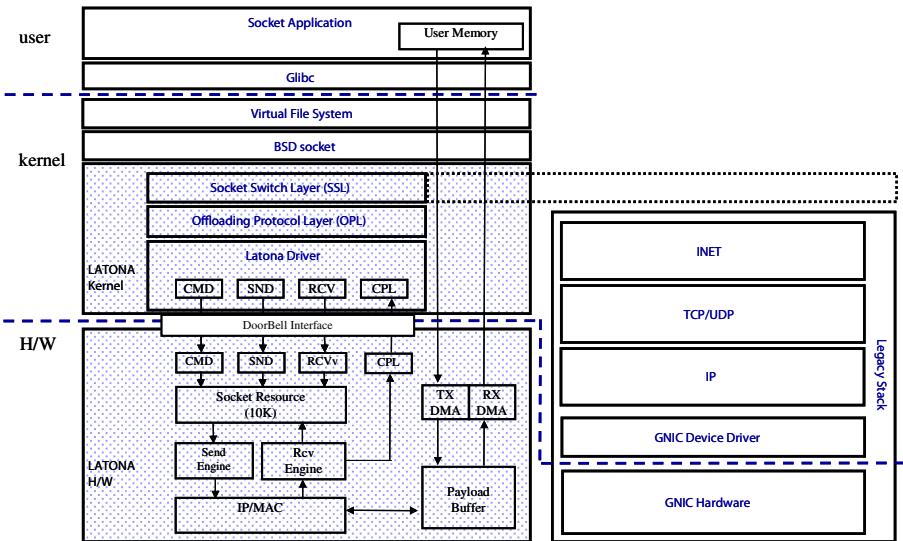 user
Socket Application
User Memory
Glibc
Virtual File System
kernel
BSD socket
Socket Switch Layer (SSL)
Offloading Protocol Layer (OPL)
Latona Driver
LATONA
Kernel
CMD
SND
RCV
CPL
DoorBell Interface
H/W
CMD
SND
RCVv
CPL
Socket Resource
(10K)
TX
DMA
RX
DMA
Send
Engine
Rcv
Engine
LATONA
H/W
IP/MAC
Payload
Buffer
INET
TCP/UDP
IP
GNIC Device Driver
GNIC Hardware
Legacy Stack